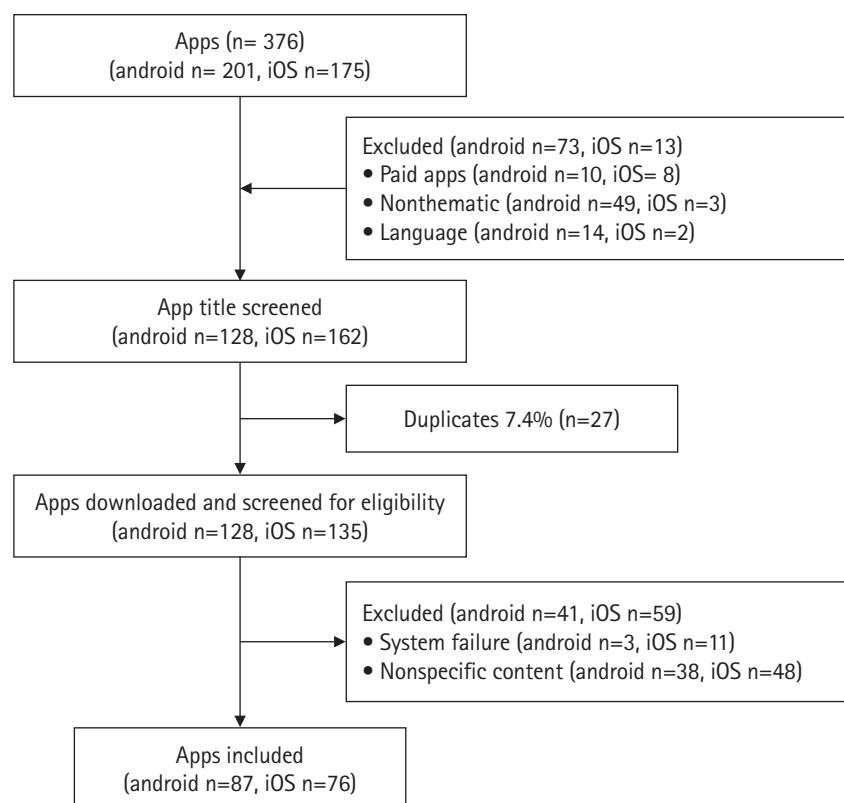 Apps (n= 376)
(android n= 201, iOS n=175)
Excluded (android n=73, iOS n=13)
• Paid apps (android n=10, iOS= 8)
• Nonthematic (android n=49, iOS n=3)
• Language (android n=14, iOS n=2)
App title screened
(android n=128, iOS n=162)
Duplicates 7.4% (n=27)
Apps downloaded and screened for eligibility
(android n=128, iOS n=135)
Excluded (android n=41, iOS n=59)
• System failure (android n=3, iOS n=11)
• Nonspecific content (android n=38, iOS n=48)
Apps included
(android n=87, iOS n=76)